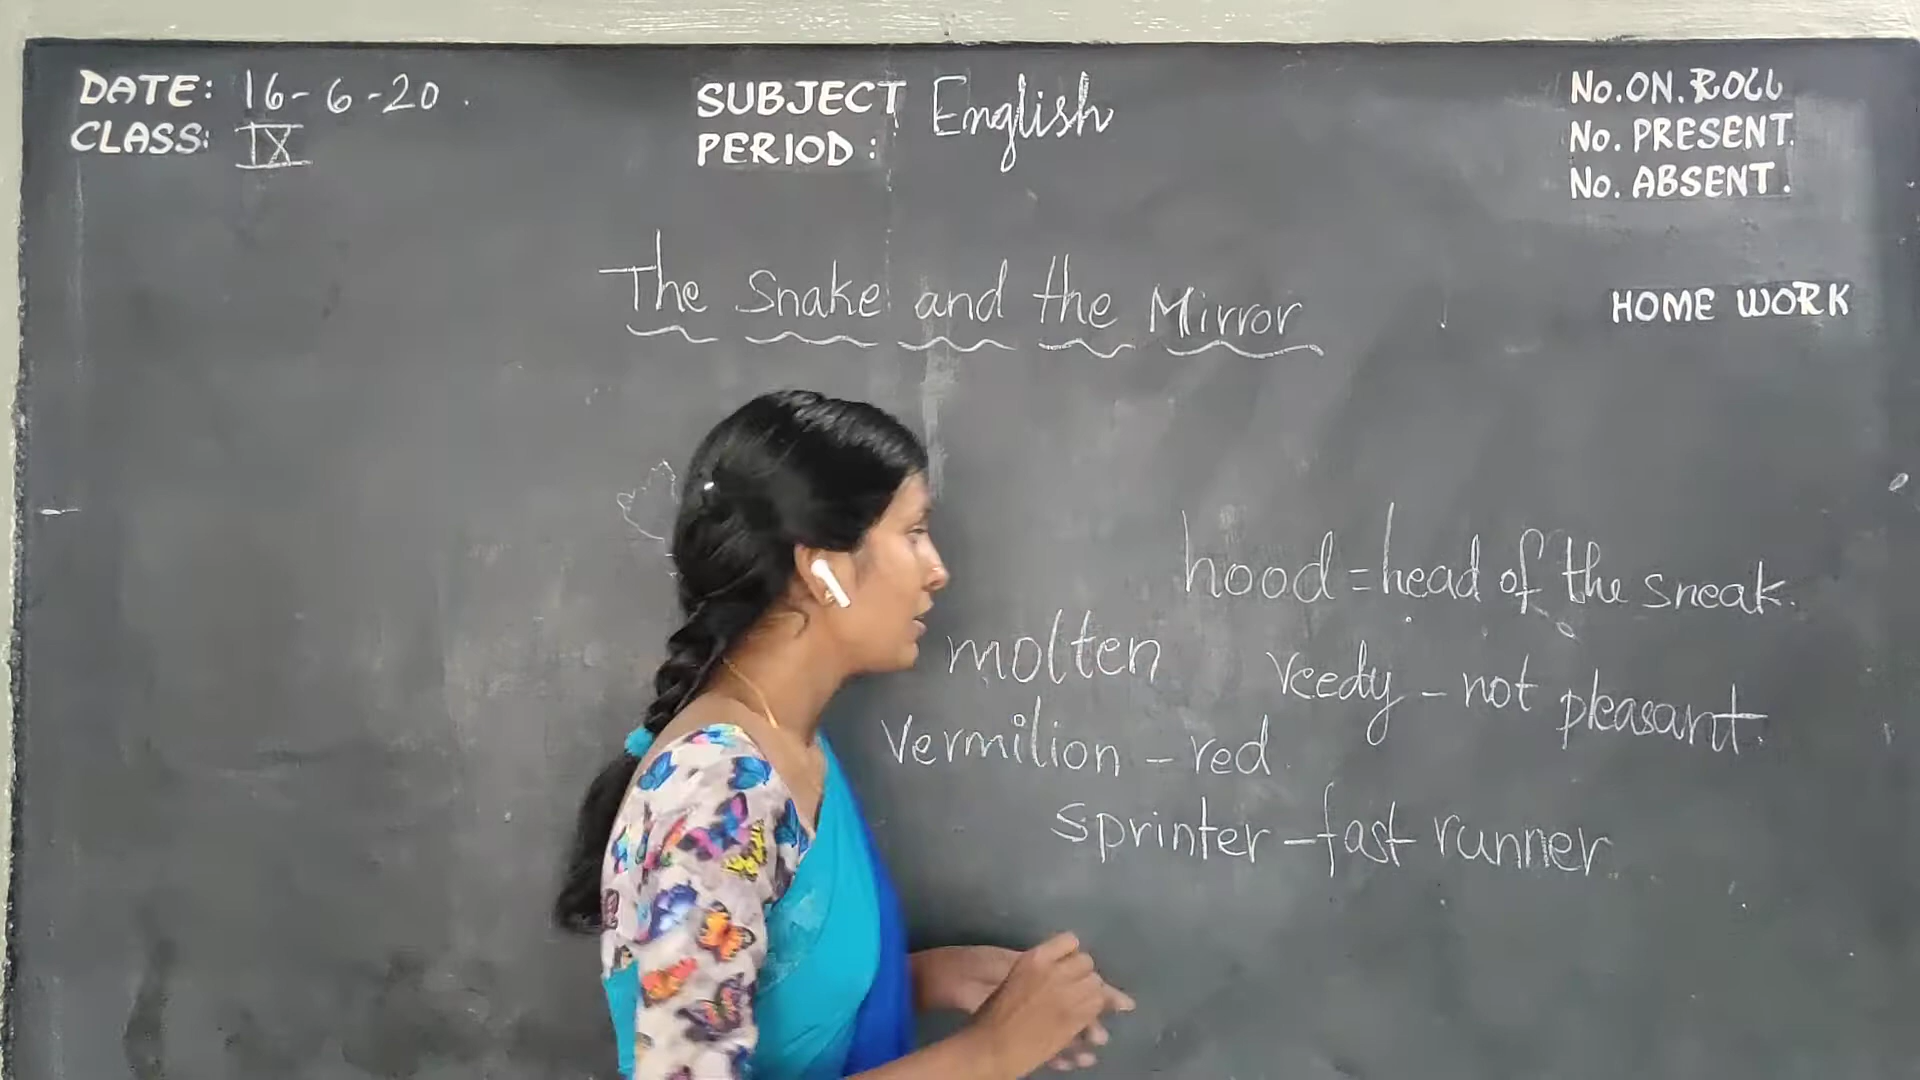 DATE: 16-6-20.
CLASS: IX
SUBJECT English
PERIOD:
No.ON.ROLL
No. PRESENT.
No. ABSENT.
The Snake and the Mirror
HOME WORK
hood = head of the sneak.
molten
veedy - not pleasant.
vermilion - red
sprinter - fast runner